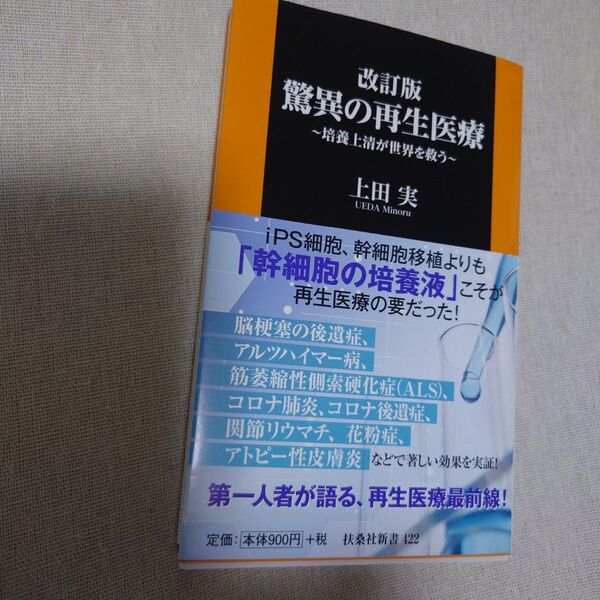 改訂版
驚異の再生医療
～培養上清が世界を救う～
上田 実
UEDA Minoru
iPS細胞、幹細胞移植よりも
「幹細胞の培養液」こそが
再生医療の要だった!
脳梗塞の後遺症、
アルツハイマー病、
筋萎縮性側索硬化症(ALS)、
コロナ肺炎、コロナ後遺症、
関節リウマチ、花粉症、
アトピー性皮膚炎 などで著しい効果を実証!
第一人者が語る、再生医療最前線!
定価:本体900円+税 扶桑社新書 422